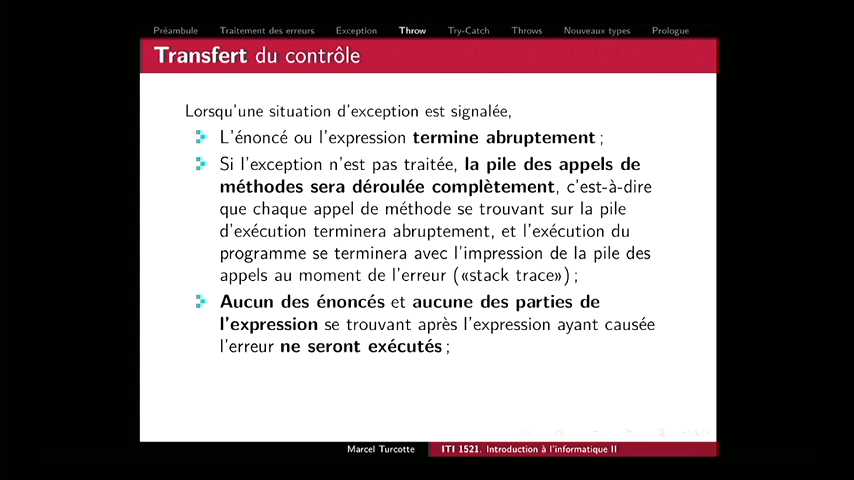 Préambule Traitement des erreurs Exception Throw Try-Catch Throws Nouveaux types Prologue
Transfert du contrôle
Lorsqu'une situation d'exception est signalée,
L'énoncé ou l'expression termine abruptement ;
Si l'exception n'est pas traitée, la pile des appels de
méthodes sera déroulée complètement, c'est-à-dire
que chaque appel de méthode se trouvant sur la pile
d'exécution terminera abruptement, et l'exécution du
programme se terminera avec l'impression de la pile des
appels au moment de l'erreur («stack trace») ;
Aucun des énoncés et aucune des parties de
l'expression se trouvant après l'expression ayant causée
l'erreur ne seront exécutés ;
Marcel Turcotte ITI 1521. Introduction à l'informatique II